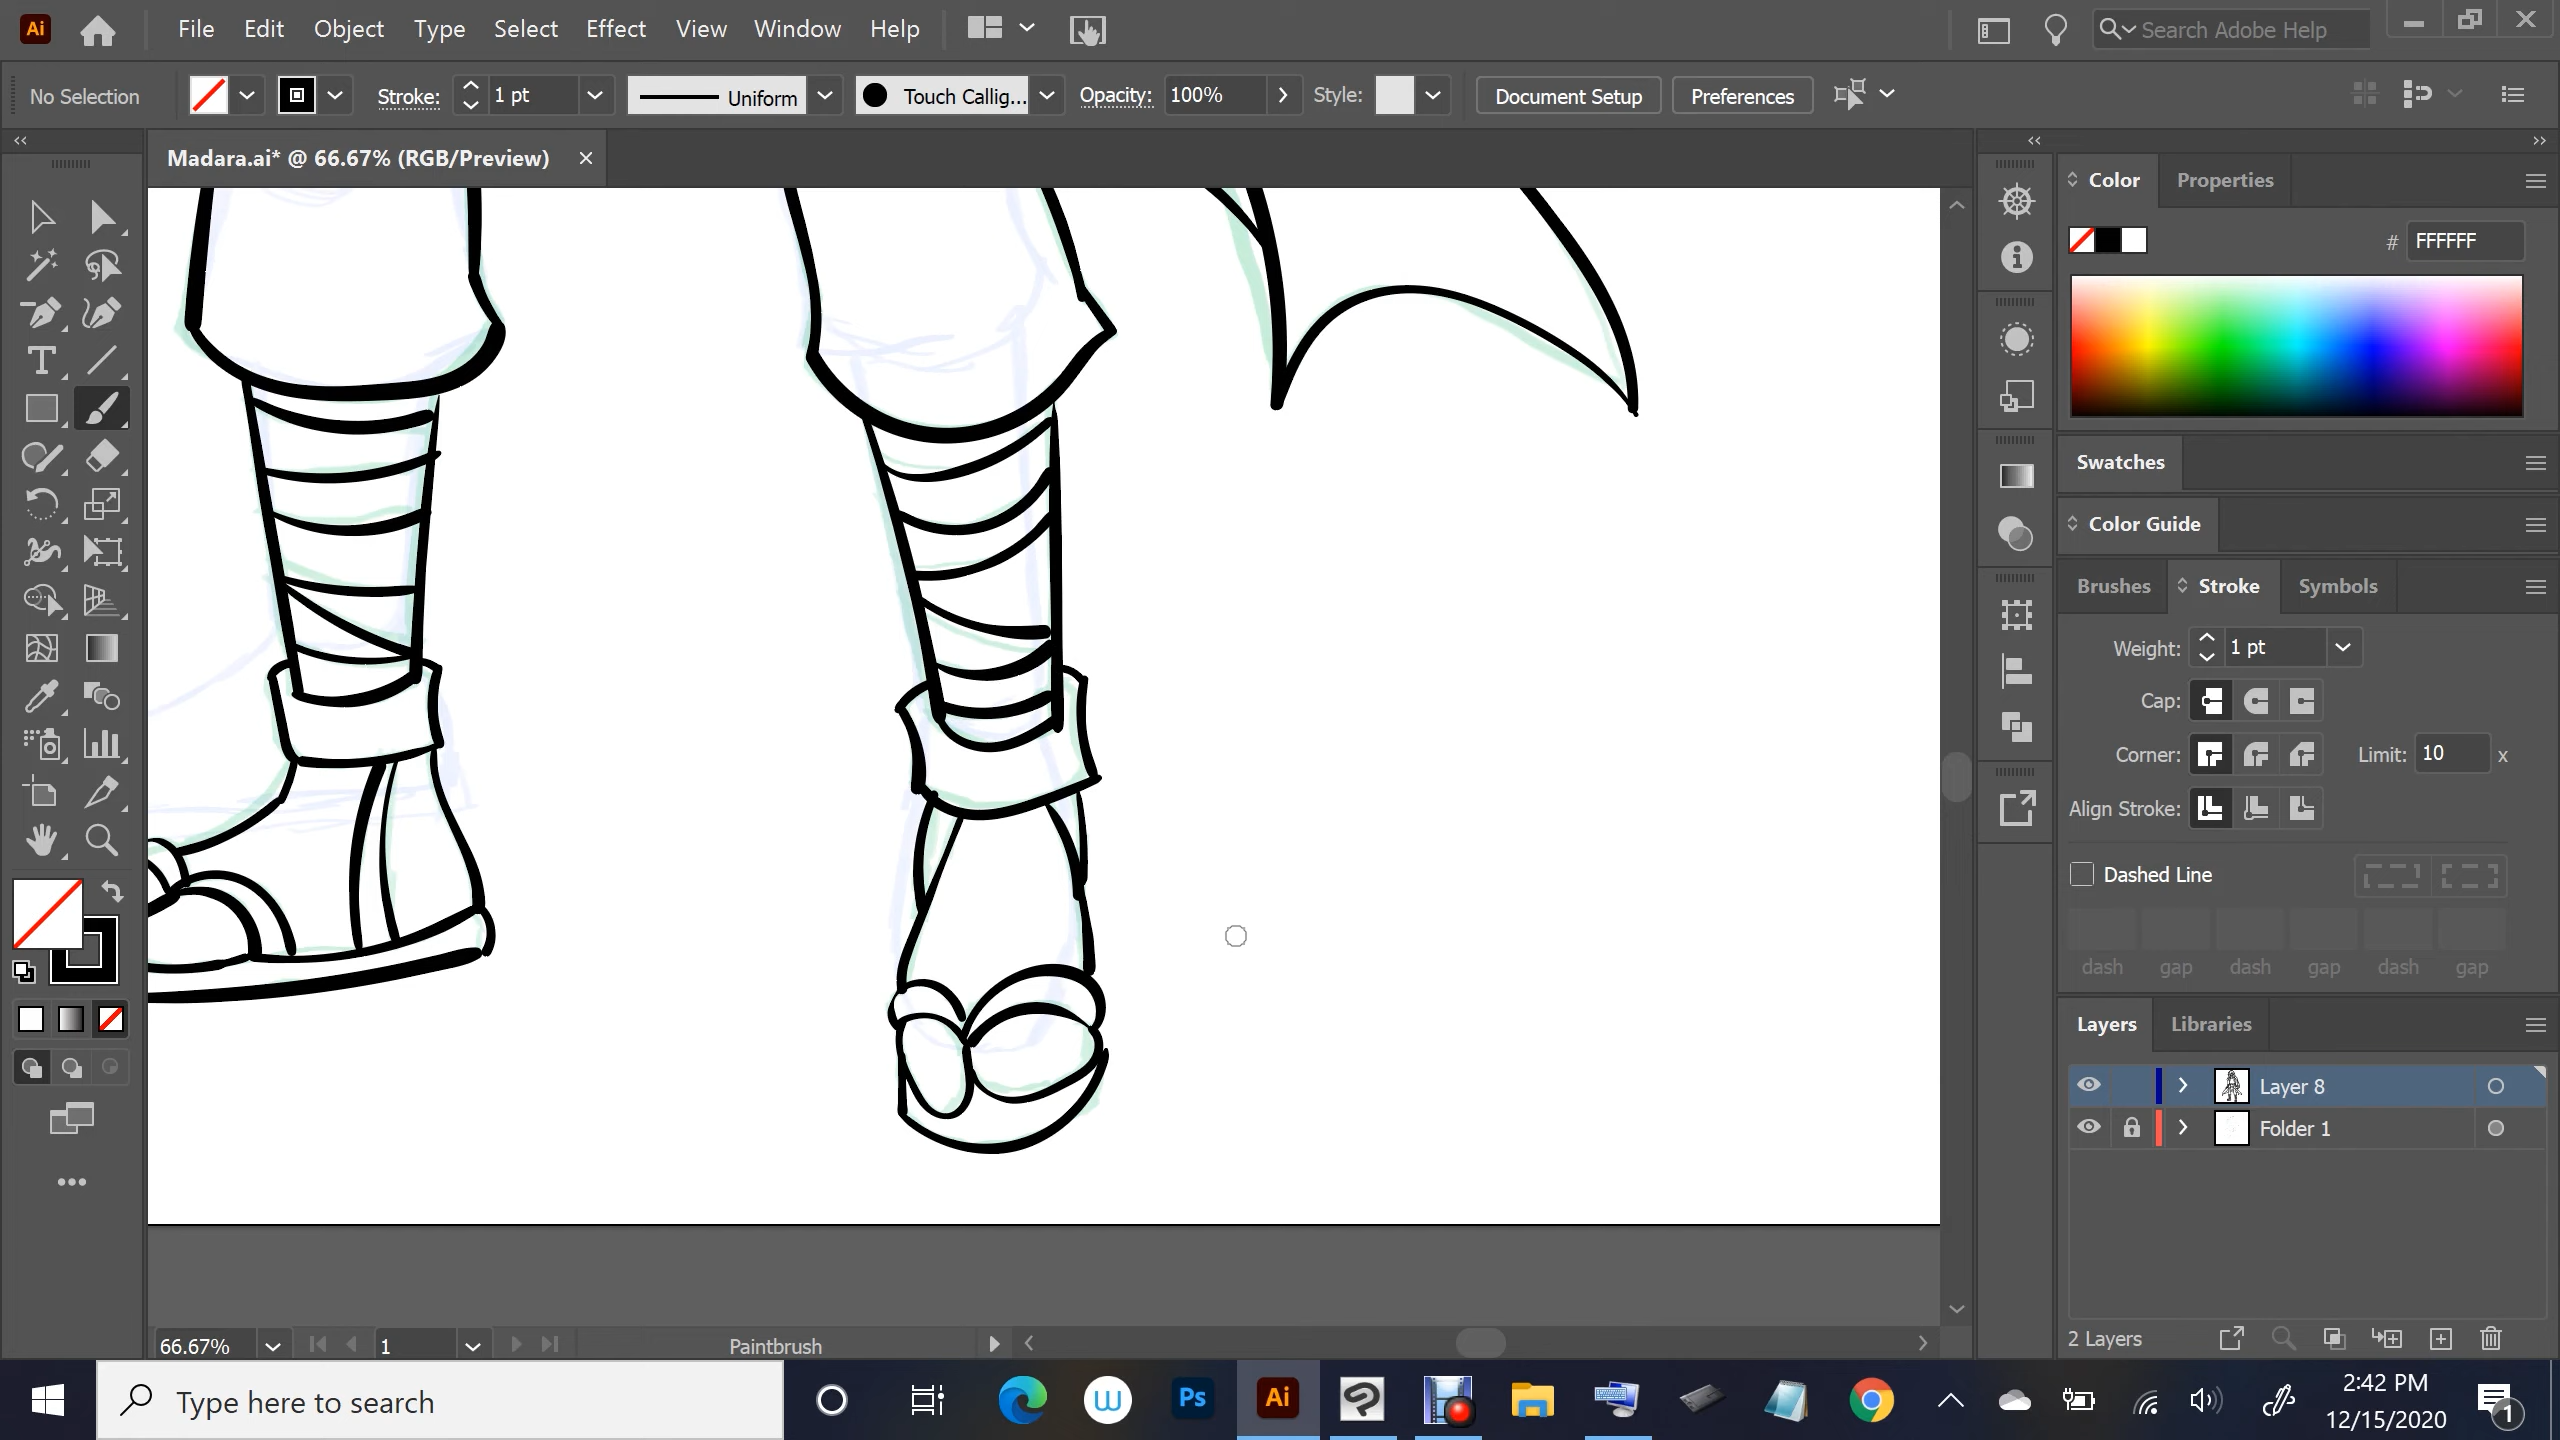 Ai File Edit Object Type Select Effect View Window Help Search Adobe Help
No Selection Stroke: 1 pt Uniform Touch Callig... Opacity: 100% Style: Document Setup Preferences
Madara.ai* @ 66.67% (RGB/Preview)
Color Properties
# FFFFFF
Swatches
Color Guide
Brushes Stroke Symbols
Weight: 1 pt
Cap:
Corner: Limit: 10 x
Align Stroke:
Dashed Line
dash gap dash gap dash gap
Layers Libraries
Layer 8
Folder 1
2 Layers
66.67% 1 Paintbrush
Type here to search
Ps Ai
2:42 PM
12/15/2020
1